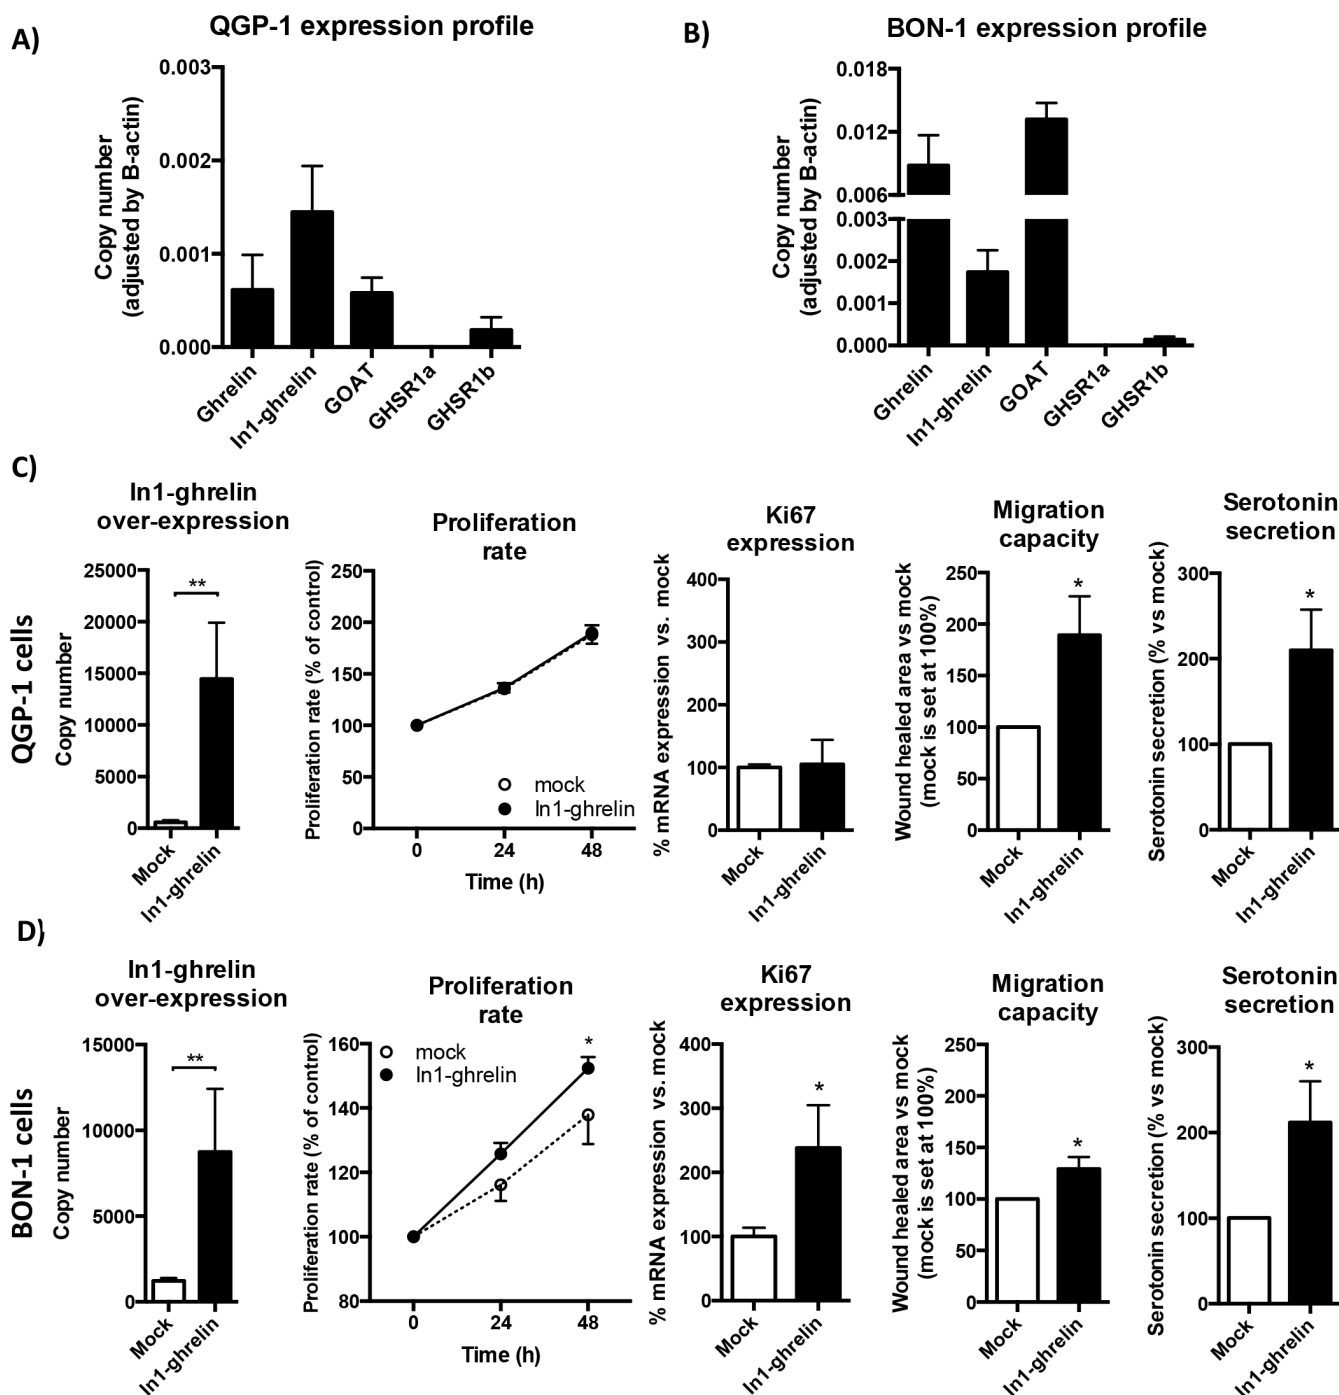 A)
QGP-1 expression profile
Copy number
(adjusted by B-actin)
0.003
0.002
0.001
0.000
Ghrelin
In1-ghrelin
GOAT
GHSR1a
GHSR1b
B)
BON-1 expression profile
Copy number
(adjusted by B-actin)
0.018
0.012
0.006
0.003
0.002
0.001
0.000
Ghrelin
In1-ghrelin
GOAT
GHSR1a
GHSR1b
C)
QGP-1 cells
In1-ghrelin
over-expression
Copy number
25000
20000
15000
10000
5000
0
**
Mock
In1-ghrelin
Proliferation
rate
Proliferation rate (% of control)
250
200
150
100
50
0
mock
In1-ghrelin
0
24
48
Time (h)
Ki67
expression
% mRNA expression vs. mock
400
300
200
100
0
Mock
In1-ghrelin
Migration
capacity
Wound healed area vs mock
(mock is set at 100%)
250
200
150
100
50
0
*
Mock
In1-ghrelin
Serotonin
secretion
Serotonin secretion (% vs mock)
300
200
100
0
*
Mock
In1-ghrelin
D)
BON-1 cells
In1-ghrelin
over-expression
Copy number
15000
10000
5000
0
**
Mock
In1-ghrelin
Proliferation
rate
Proliferation rate (% of control)
160
140
120
100
80
mock
In1-ghrelin
*
0
24
48
Time (h)
Ki67
expression
% mRNA expression vs. mock
400
300
200
100
0
*
Mock
In1-ghrelin
Migration
capacity
Wound healed area vs mock
(mock is set at 100%)
250
200
150
100
50
0
*
Mock
In1-ghrelin
Serotonin
secretion
Serotonin secretion (% vs mock)
300
200
100
0
*
Mock
In1-ghrelin